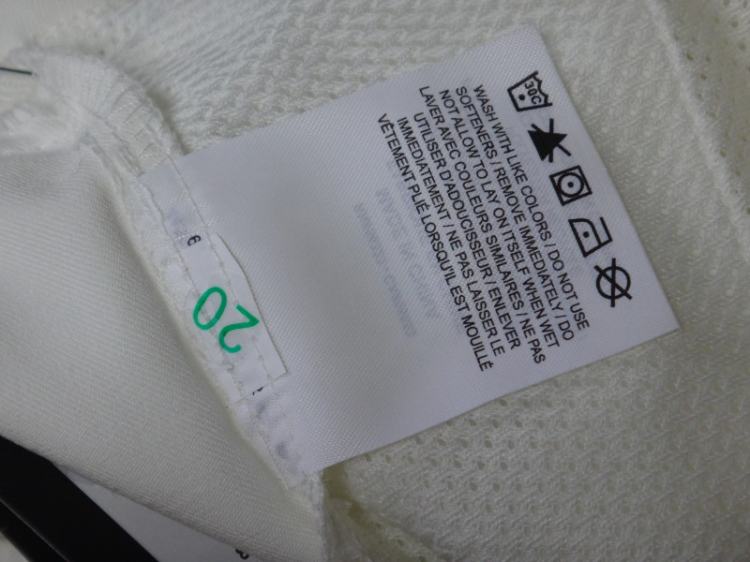 30C
WASH WITH LIKE COLORS / DO NOT USE
SOFTENERS / REMOVE IMMEDIATELY / DO
NOT ALLOW TO LAY ON ITSELF WHEN WET
LAVER AVEC COULEURS SIMILAIRES / NE PAS
UTILISER D'ADOUCISSEUR / ENLEVER
IMMEDIATEMENT / NE PAS LAISSER LE
VÊTEMENT PLIÉ LORSQU'IL EST MOUILLÉ
20